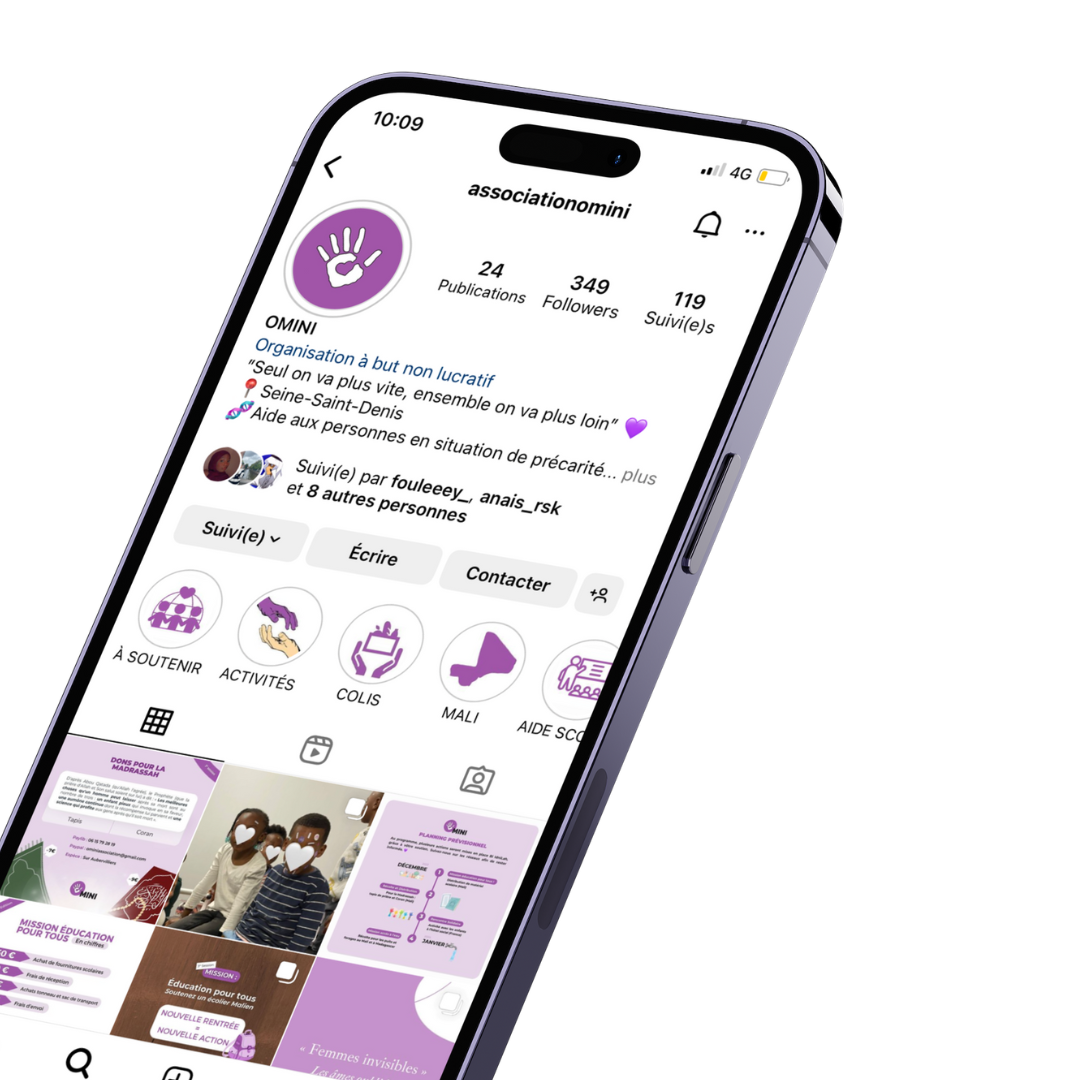 10:09
4G
associationomini
24
Publications
349
Followers
119
Suivi(e)s
OMINI
Organisation à but non lucratif
"Seul on va plus vite, ensemble on va plus loin" 💜
📍Seine-Saint-Denis
🧬Aide aux personnes en situation de précarité... plus
Suivi(e) par fouleeey_, anais_rsk
et 8 autres personnes
Suivi(e)
Écrire
Contacter
À SOUTENIR
ACTIVITÉS
COLIS
MALI
AIDE SCO
DONS POUR LA
MADRASSAH
Tapis
Coran
OMINI
OMINI
PLANNING PRÉVISIONNEL
DÉCEMBRE
JANVIER
MISSION ÉDUCATION
POUR TOUS
En chiffres
Achat de fournitures scolaires
Frais de réception
Achats tonneau et sac de transport
Frais d'envoi
MISSION :
Éducation pour tous
Soutenez un écolier Malien
NOUVELLE RENTRÉE
=
NOUVELLE ACTION
« Femmes invisibles »